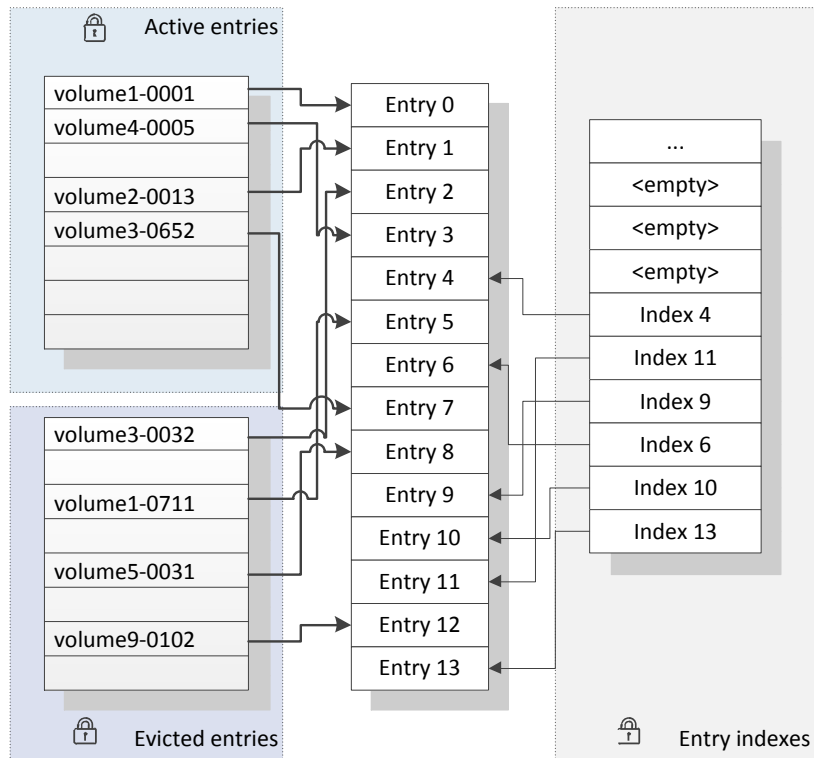 Active entries
volume1-0001
volume4-0005
volume2-0013
volume3-0652
volume3-0032
volume1-0711
volume5-0031
volume9-0102
Evicted entries
Entry 0
Entry 1
Entry 2
Entry 3
Entry 4
Entry 5
Entry 6
Entry 7
Entry 8
Entry 9
Entry 10
Entry 11
Entry 12
Entry 13
...
<empty>
<empty>
<empty>
Index 4
Index 11
Index 9
Index 6
Index 10
Index 13
Entry indexes